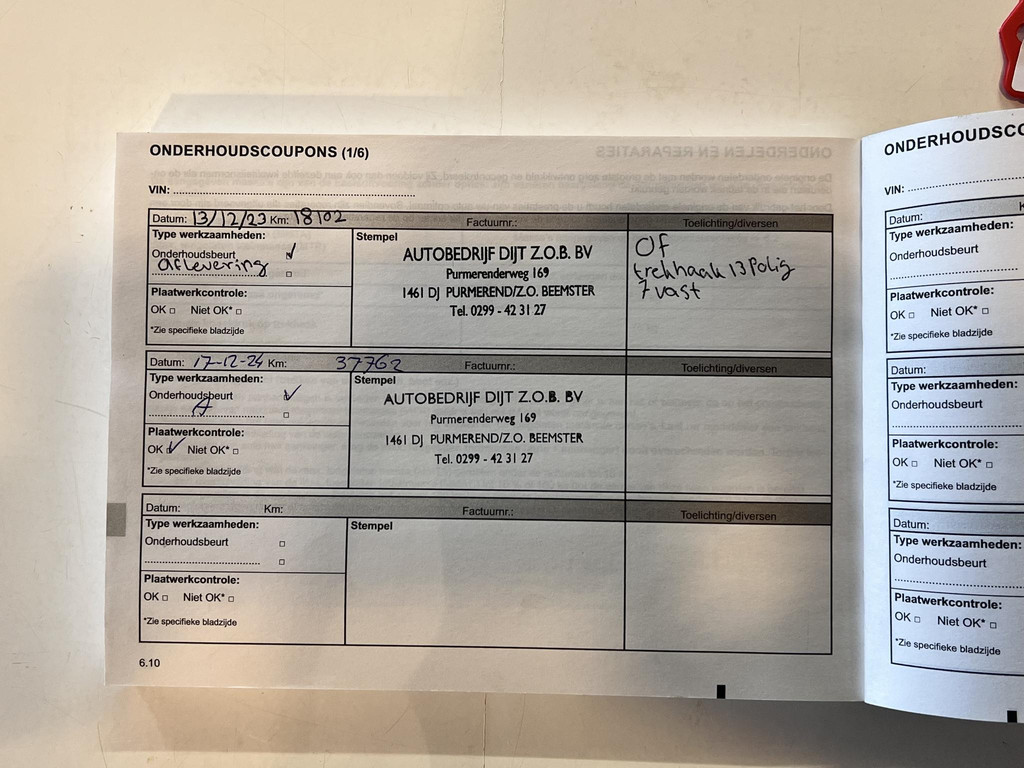 ONDERHOUDSCOUPONS (1/6)
VIN:
Datum: 13/12/23 Km: 18102 Factuurnr.: Toelichting/diversen
Type werkzaamheden:
Onderhoudsbeurt
aflevering
Plaatwerkcontrole:
OK Niet OK*
*Zie specifieke bladzijde
Stempel
AUTOBEDRIJF DIJT Z.O.B. BV
Purmerenderweg 169
1461 DJ PURMEREND/Z.O. BEEMSTER
Tel. 0299 - 42 31 27
Of
trekhaak 13 Polig
7 vast
Datum: 17-12-24 Km: 37762 Factuurnr.: Toelichting/diversen
Type werkzaamheden:
Onderhoudsbeurt
A
Plaatwerkcontrole:
OK Niet OK*
*Zie specifieke bladzijde
Stempel
AUTOBEDRIJF DIJT Z.O.B. BV
Purmerenderweg 169
1461 DJ PURMEREND/Z.O. BEEMSTER
Tel. 0299 - 42 31 27
Datum: Km: Factuurnr.: Toelichting/diversen
Type werkzaamheden:
Onderhoudsbeurt
Plaatwerkcontrole:
OK Niet OK*
*Zie specifieke bladzijde
Stempel
6.10
ONDERHOUDSC
VIN:
Datum:
Type werkzaamheden:
Onderhoudsbeurt
Plaatwerkcontrole:
OK Niet OK*
*Zie specifieke bladzijde
Datum:
Type werkzaamheden:
Onderhoudsbeurt
Plaatwerkcontrole:
OK Niet OK*
*Zie specifieke bladzijde
Datum:
Type werkzaamheden:
Onderhoudsbeurt
Plaatwerkcontrole:
OK Niet OK*
*Zie specifieke bladzijde